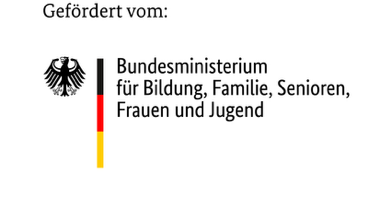 Gefördert vom:
Bundesministerium
für Bildung, Familie, Senioren,
Frauen und Jugend